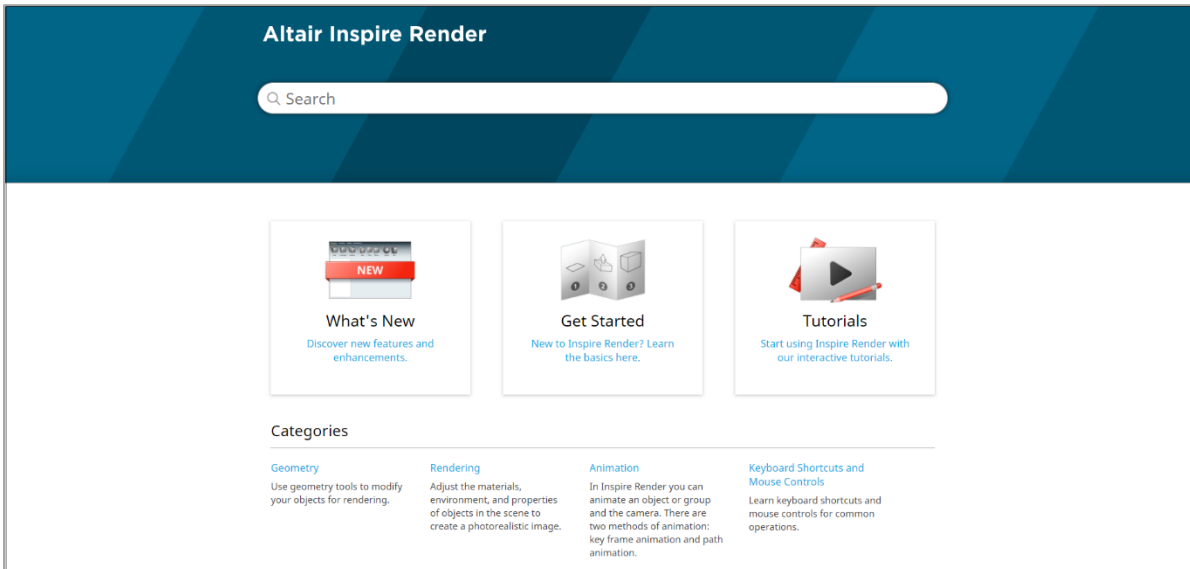 Altair Inspire Render
Search
NEW
1 2 3
What's New
Discover new features and
enhancements.
Get Started
New to Inspire Render? Learn
the basics here.
Tutorials
Start using Inspire Render with
our interactive tutorials.
Categories
Geometry
Use geometry tools to modify
your objects for rendering.
Rendering
Adjust the materials,
environment, and properties
of objects in the scene to
create a photorealistic image.
Animation
In Inspire Render you can
animate an object or group
and the camera. There are
two methods of animation:
key frame animation and path
animation.
Keyboard Shortcuts and
Mouse Controls
Learn keyboard shortcuts and
mouse controls for common
operations.